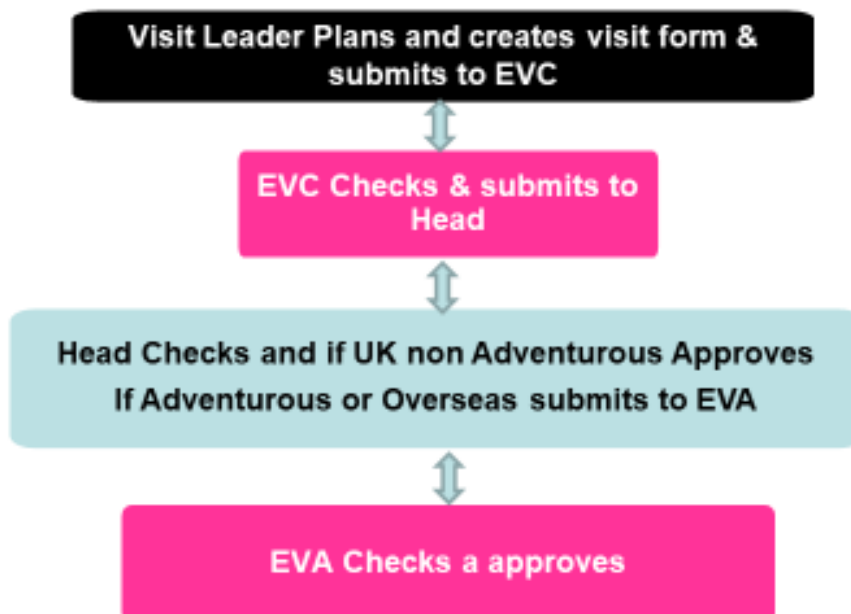 Visit Leader Plans and creates visit form &
submits to EVC
EVC Checks & submits to
Head
Head Checks and if UK non Adventurous Approves
If Adventurous or Overseas submits to EVA
EVA Checks a approves